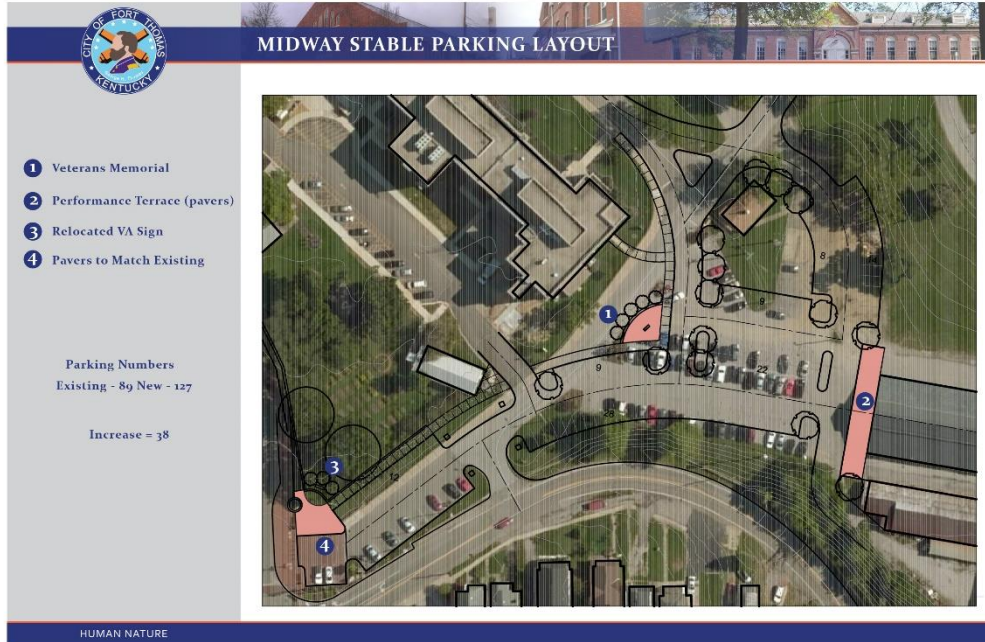 CITY OF FORT THOMAS
KENTUCKY
MIDWAY STABLE PARKING LAYOUT
1 Veterans Memorial
2 Performance Terrace (pavers)
3 Relocated VA Sign
4 Pavers to Match Existing
Parking Numbers
Existing - 89 New - 127
Increase = 38
8
9
1
9
22
2
28
3
12
4
HUMAN NATURE